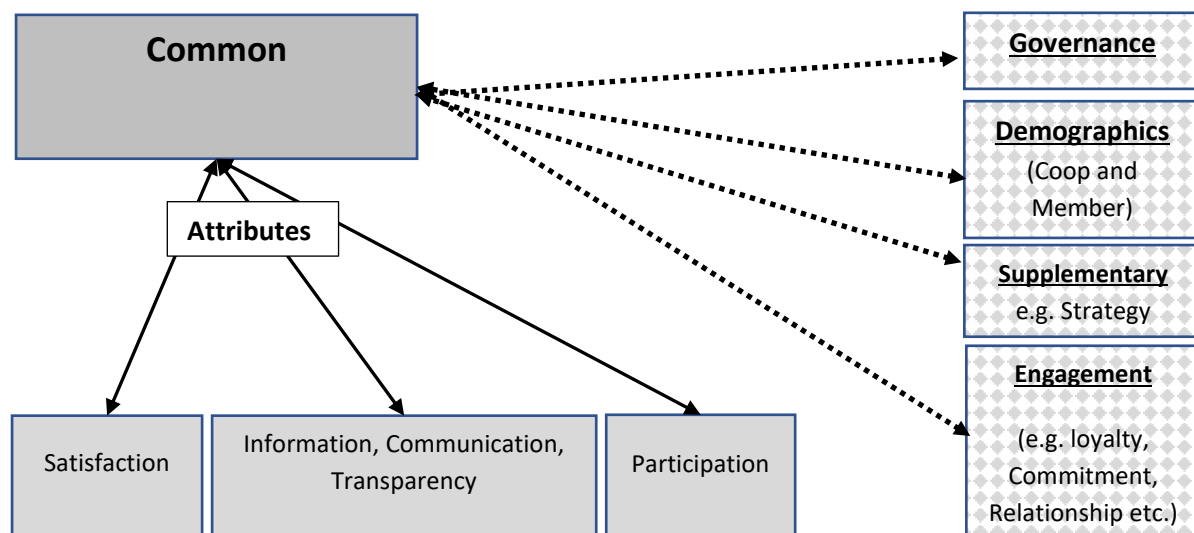 Common
Attributes
Satisfaction
Information, Communication,
Transparency
Participation
Governance
Demographics
(Coop and
Member)
Supplementary
e.g. Strategy
Engagement
(e.g. loyalty,
Commitment,
Relationship etc.)